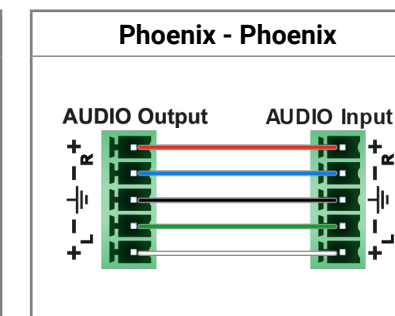 Phoenix - Phoenix
AUDIO Output AUDIO Input
+ +
R R
− −
− −
L L
+ +